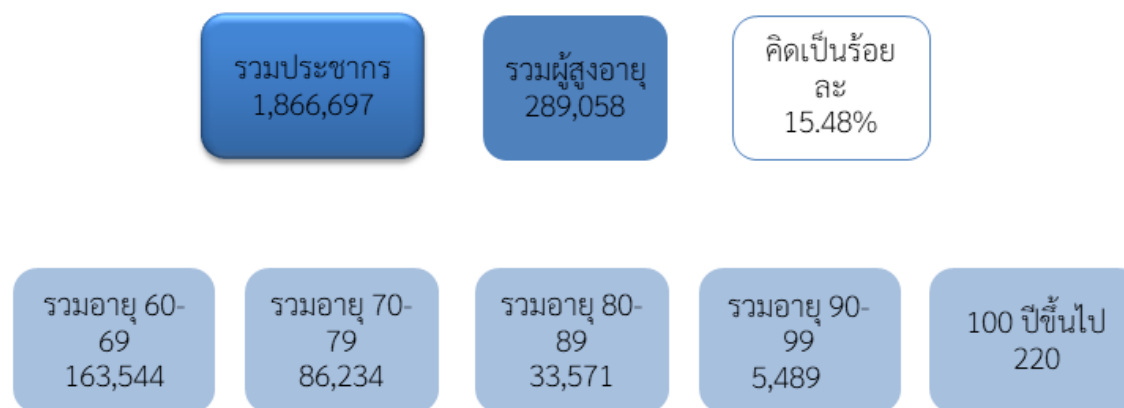 รวมประชากร
1,866,697
รวมผู้สูงอายุ
289,058
คิดเป็นร้อย
ละ
15.48%
รวมอายุ 60-
69
163,544
รวมอายุ 70-
79
86,234
รวมอายุ 80-
89
33,571
รวมอายุ 90-
99
5,489
100 ปีขึ้นไป
220